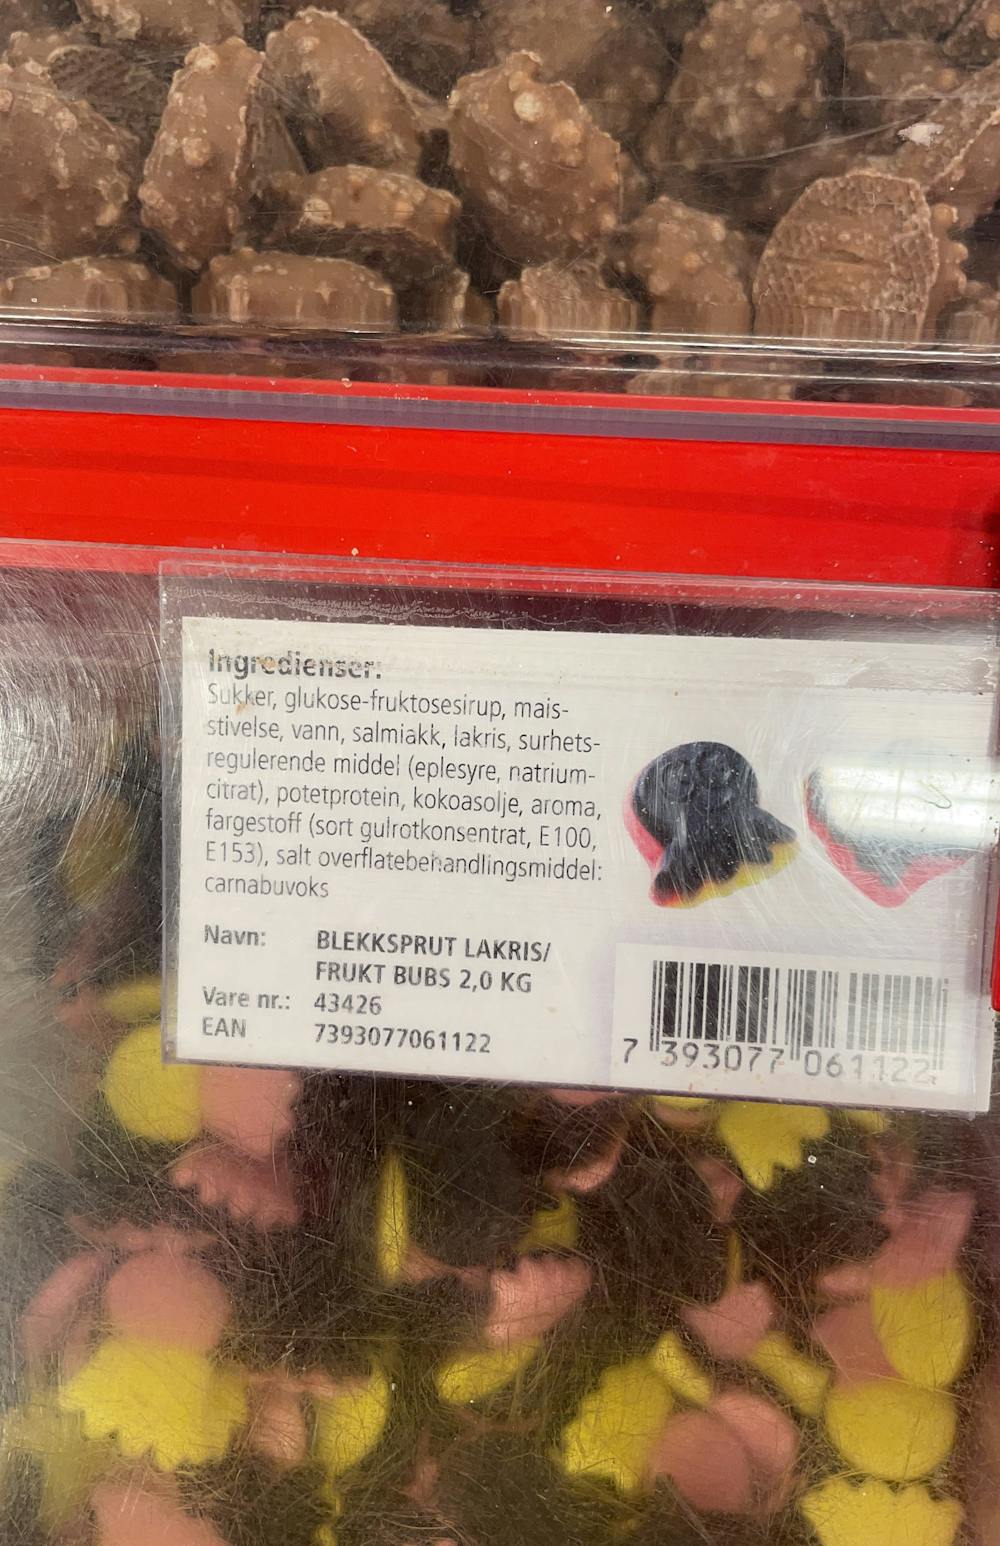 Ingredienser:
Sukker, glukose-fruktosesirup, mais-
stivelse, vann, salmiakk, lakris, surhets-
regulerende middel (eplesyre, natrium-
citrat), potetprotein, kokoasolje, aroma,
fargestoff (sort gulrotkonsentrat, E100,
E153), salt overflatebehandlingsmiddel:
carnabuvoks
Navn: BLEKKSPRUT LAKRIS/
FRUKT BUBS 2,0 KG
Vare nr.: 43426
EAN 7393077061122
7 393077 061122